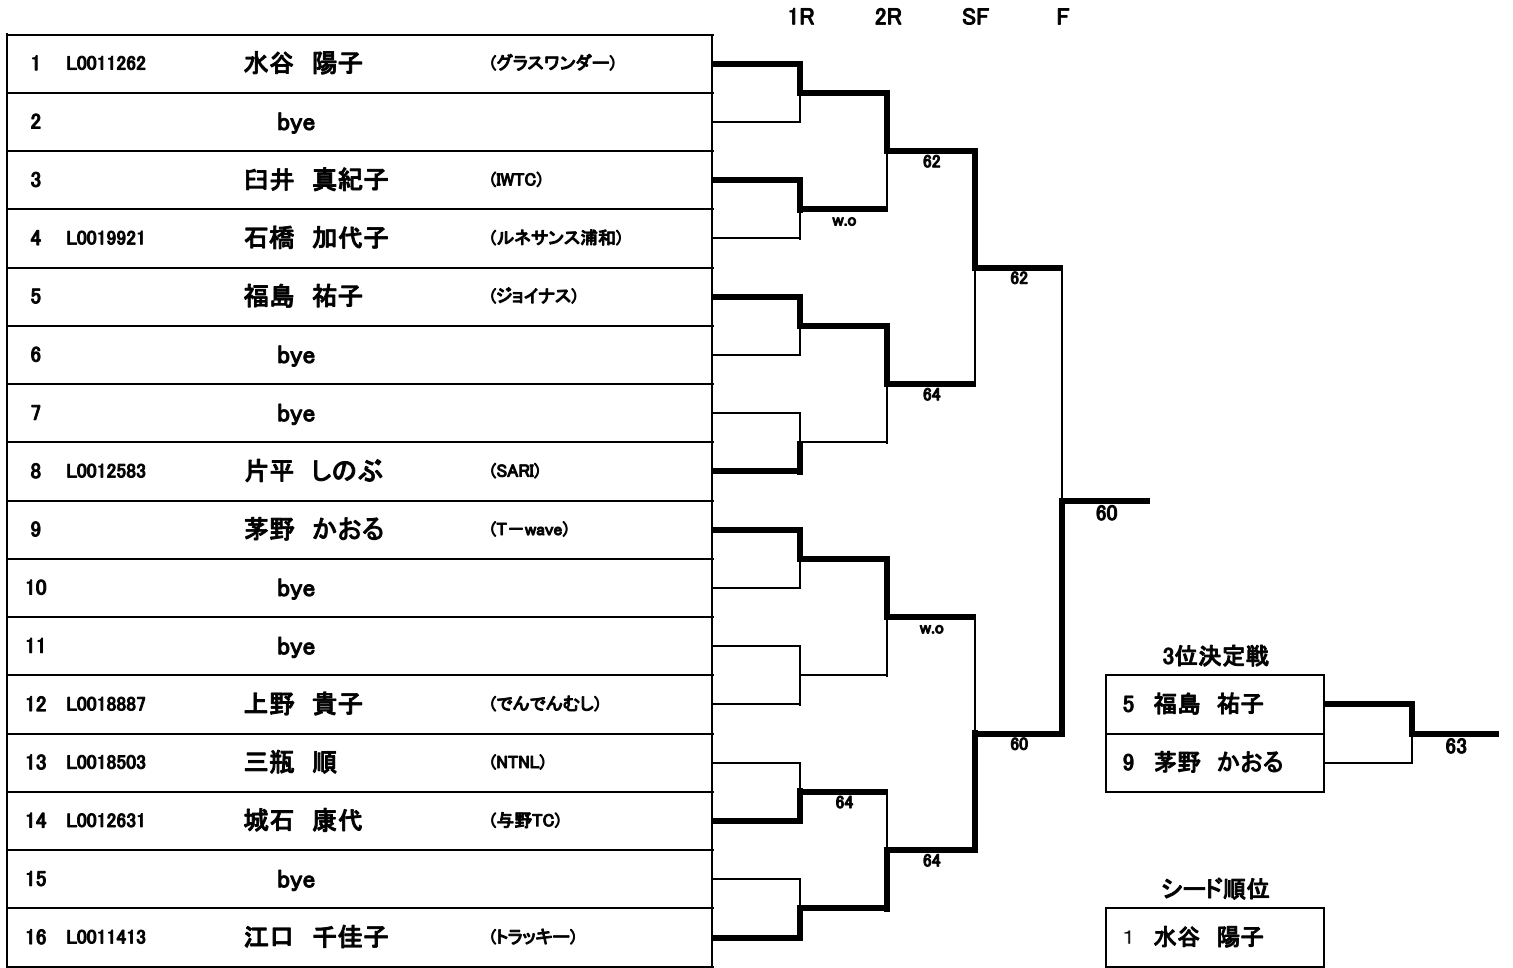 1R 2R SF F
1 L0011262 水谷 陽子 (グラスワンダー)
2 bye
62
3 臼井 真紀子 (IWTC)
w.o
4 L0019921 石橋 加代子 (ルネサンス浦和)
62
5 福島 祐子 (ジョイナス)
6 bye
64
7 bye
8 L0012583 片平 しのぶ (SARI)
60
9 茅野 かおる (Tーwave)
10 bye
w.o
11 bye
3位決定戦
12 L0018887 上野 貴子 (でんでんむし)
5 福島 祐子
60
63
13 L0018503 三瓶 順 (NTNL)
9 茅野 かおる
64
14 L0012631 城石 康代 (与野TC)
64
15 bye
シード順位
16 L0011413 江口 千佳子 (トラッキー)
1 水谷 陽子